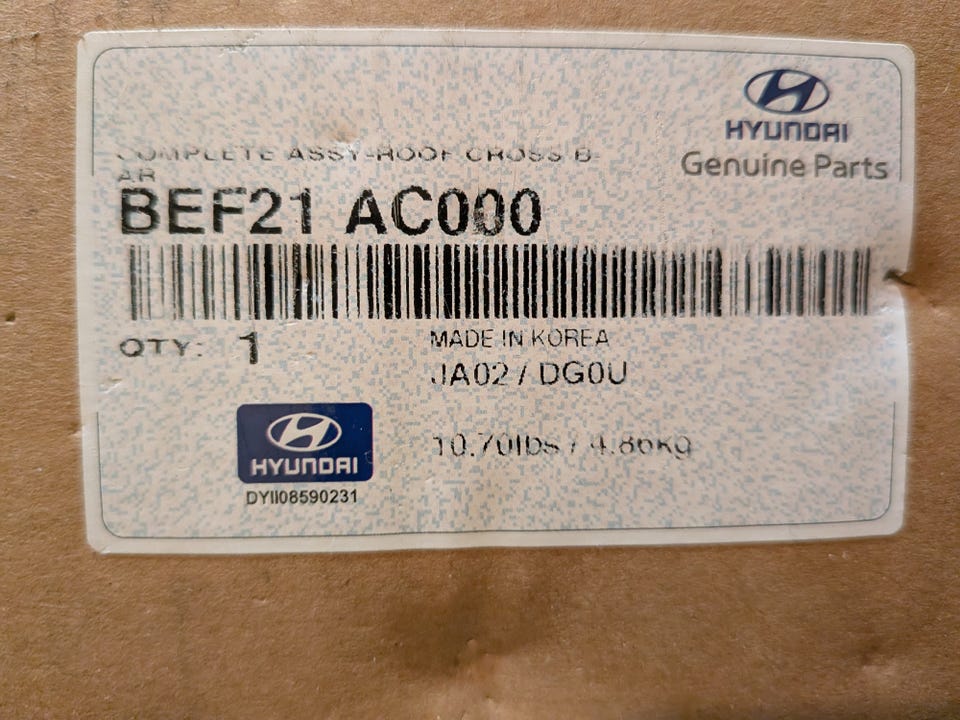 HYUNDAI
Genuine Parts
COMPLETE ASSY-ROOF CROSS B-
AR
BEF21 AC000
QTY: 1
MADE IN KOREA
JA02 / DG0U
10.70lbs / 4.86kg
HYUNDAI
DYII08590231